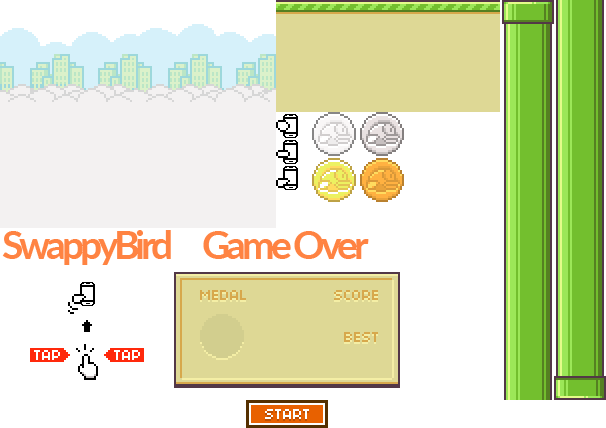 SwappyBird
Game Over
MEDAL
SCORE
BEST
TAP
TAP
START